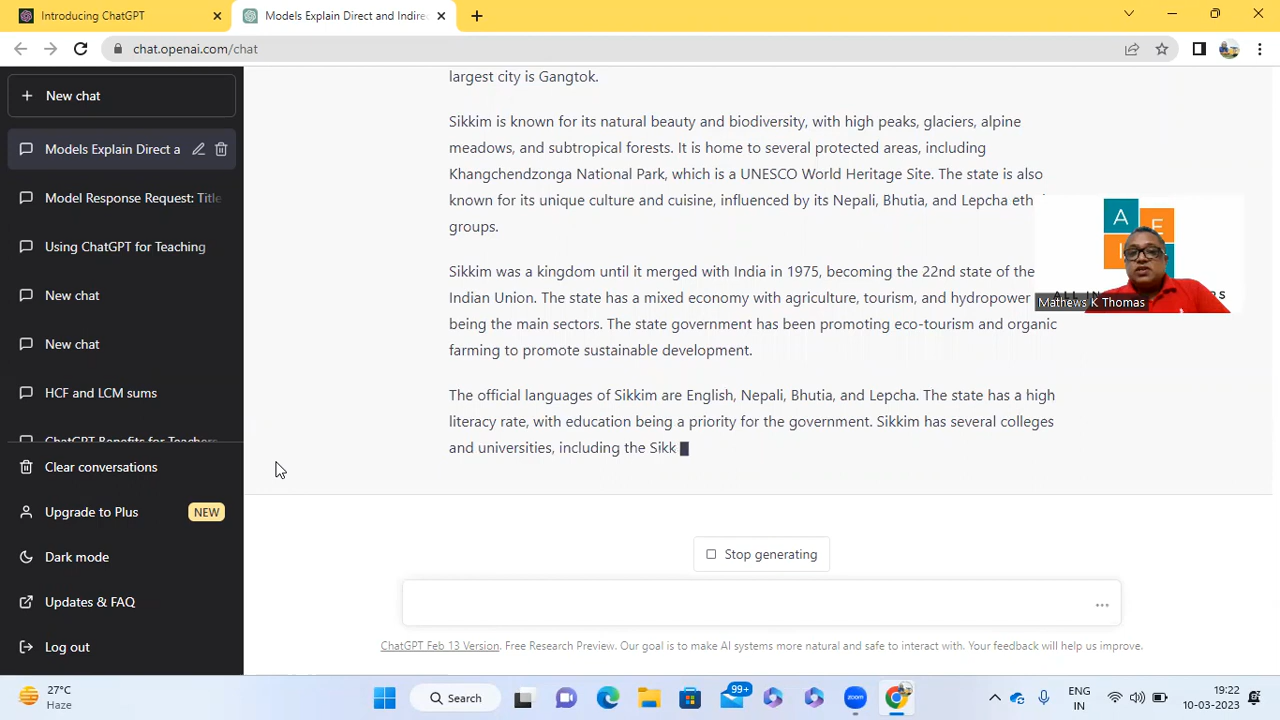 Introducing ChatGPT
Models Explain Direct and Indire
chat.openai.com/chat
New chat
Models Explain Direct a
Model Response Request: Title
Using ChatGPT for Teaching
New chat
New chat
HCF and LCM sums
ChatGPT Benefits for Teachers
Clear conversations
Upgrade to Plus
NEW
Dark mode
Updates & FAQ
Log out
largest city is Gangtok.
Sikkim is known for its natural beauty and biodiversity, with high peaks, glaciers, alpine
meadows, and subtropical forests. It is home to several protected areas, including
Khangchendzonga National Park, which is a UNESCO World Heritage Site. The state is also
known for its unique culture and cuisine, influenced by its Nepali, Bhutia, and Lepcha eth
groups.
Sikkim was a kingdom until it merged with India in 1975, becoming the 22nd state of the
Indian Union. The state has a mixed economy with agriculture, tourism, and hydropower
being the main sectors. The state government has been promoting eco-tourism and organic
farming to promote sustainable development.
The official languages of Sikkim are English, Nepali, Bhutia, and Lepcha. The state has a high
literacy rate, with education being a priority for the government. Sikkim has several colleges
and universities, including the Sikk
A E
Mathews K Thomas
Stop generating
ChatGPT Feb 13 Version. Free Research Preview. Our goal is to make AI systems more natural and safe to interact with. Your feedback will help us improve.
27°C
Haze
Search
99+
zoom
ENG
IN
19:22
10-03-2023